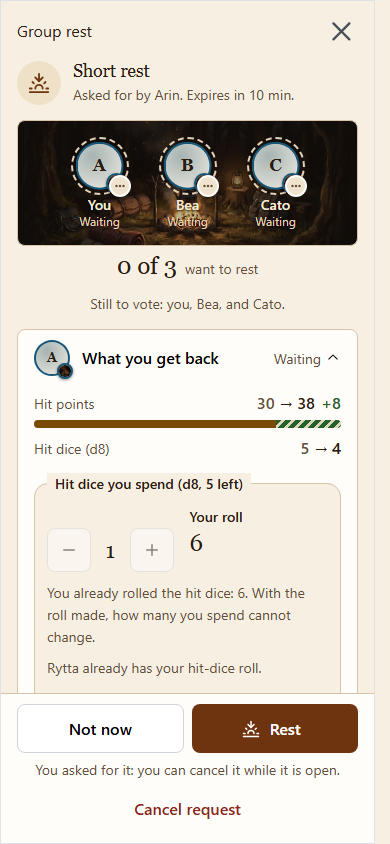 Group rest
Short rest
Asked for by Arin. Expires in 10 min.
A
B
C
You
Bea
Cato
Waiting
Waiting
Waiting
0 of 3 want to rest
Still to vote: you, Bea, and Cato.
A
What you get back
Waiting
Hit points
30 → 38 +8
Hit dice (d8)
5 → 4
Hit dice you spend (d8, 5 left)
Your roll
− 1 +
6
You already rolled the hit dice: 6. With the
roll made, how many you spend cannot
change.
Rytta already has your hit-dice roll.
Not now
Rest
You asked for it: you can cancel it while it is open.
Cancel request